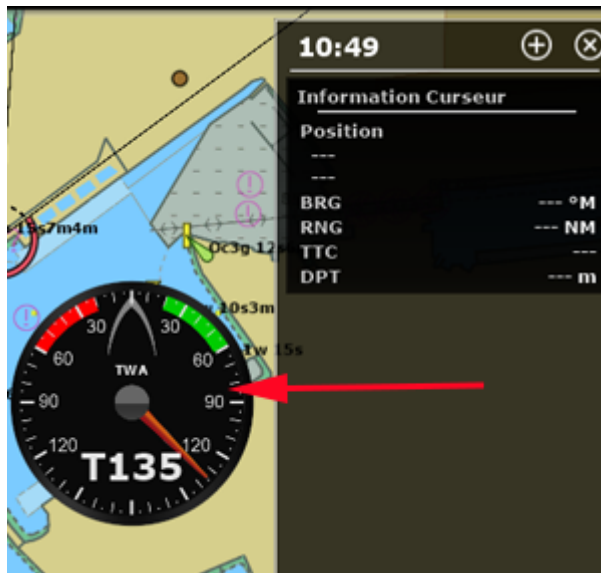 10:49
Information Curseur
Position
---
---
BRG --- °M
RNG --- NM
TTC ---
DPT --- m
15s7m4m
Oc3g 12s
10s3m
1w 15s
30 30
60 60
TWA
90 90
120 120
T135